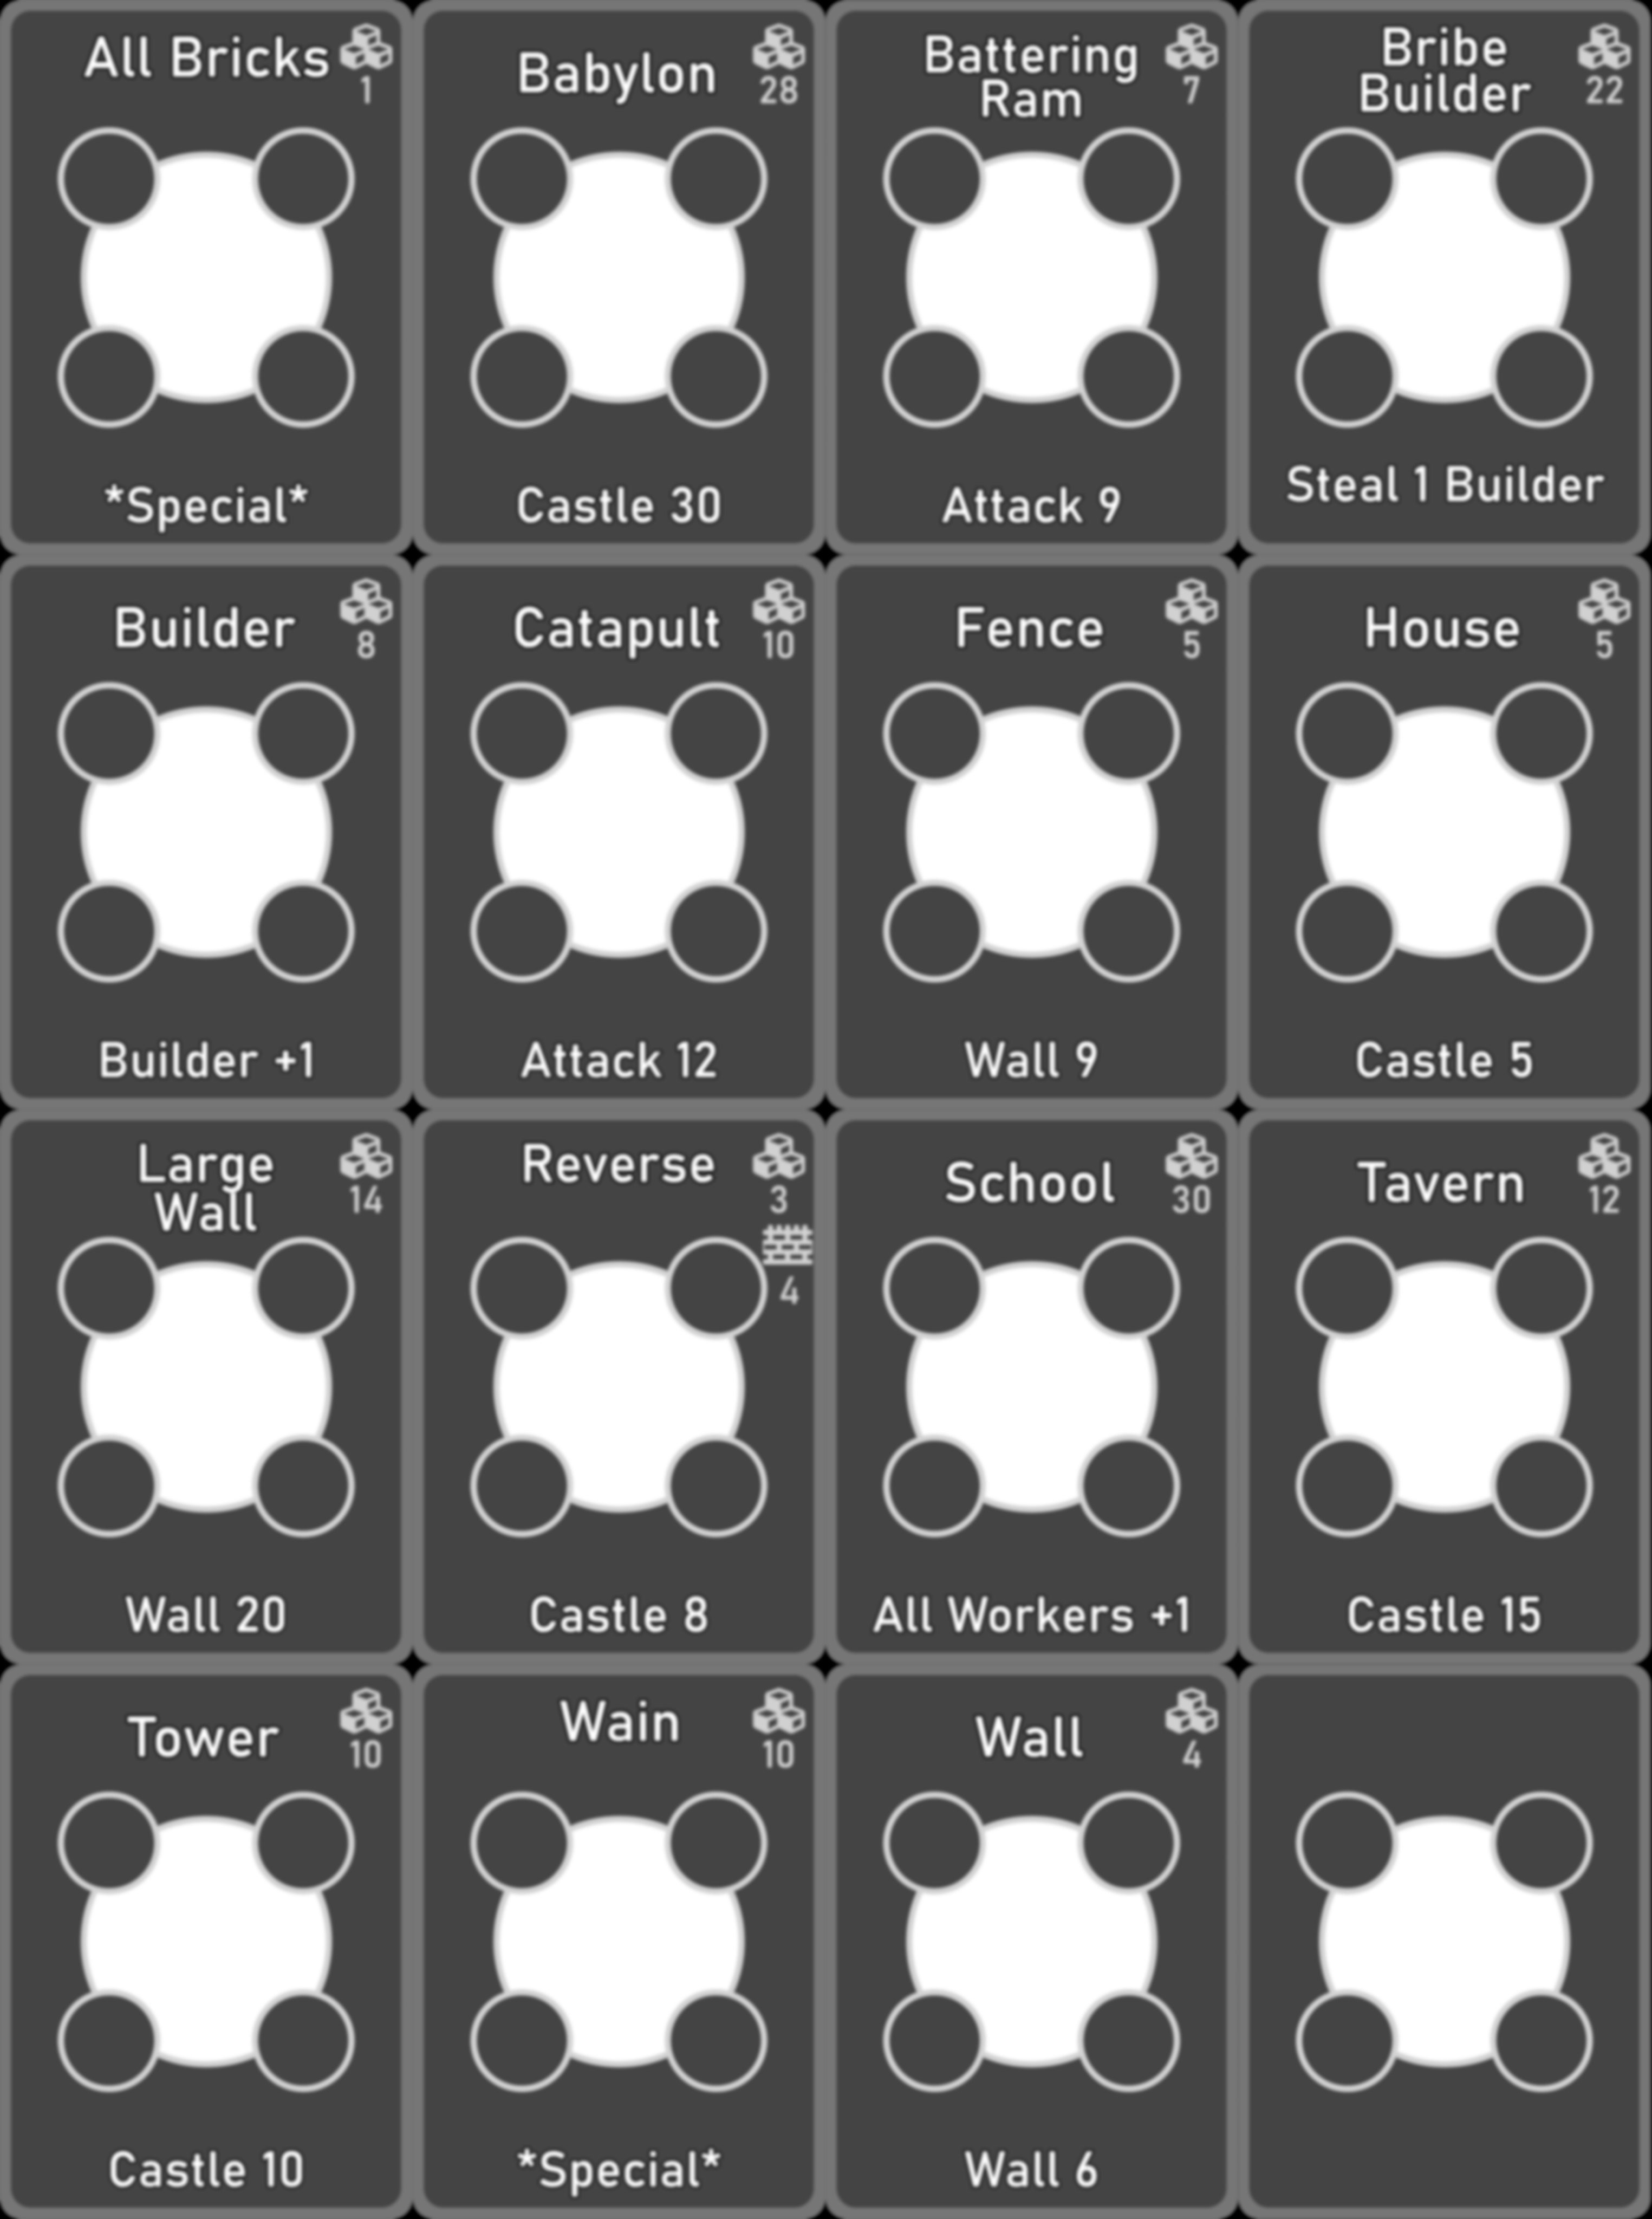 All Bricks
1
*Special*
Babylon
28
Castle 30
Battering
Ram
7
Attack 9
Bribe
Builder
22
Steal 1 Builder
Builder
8
Builder +1
Catapult
10
Attack 12
Fence
5
Wall 9
House
5
Castle 5
Large
Wall
14
Wall 20
Reverse
3
4
Castle 8
School
30
All Workers +1
Tavern
12
Castle 15
Tower
10
Castle 10
Wain
10
*Special*
Wall
4
Wall 6